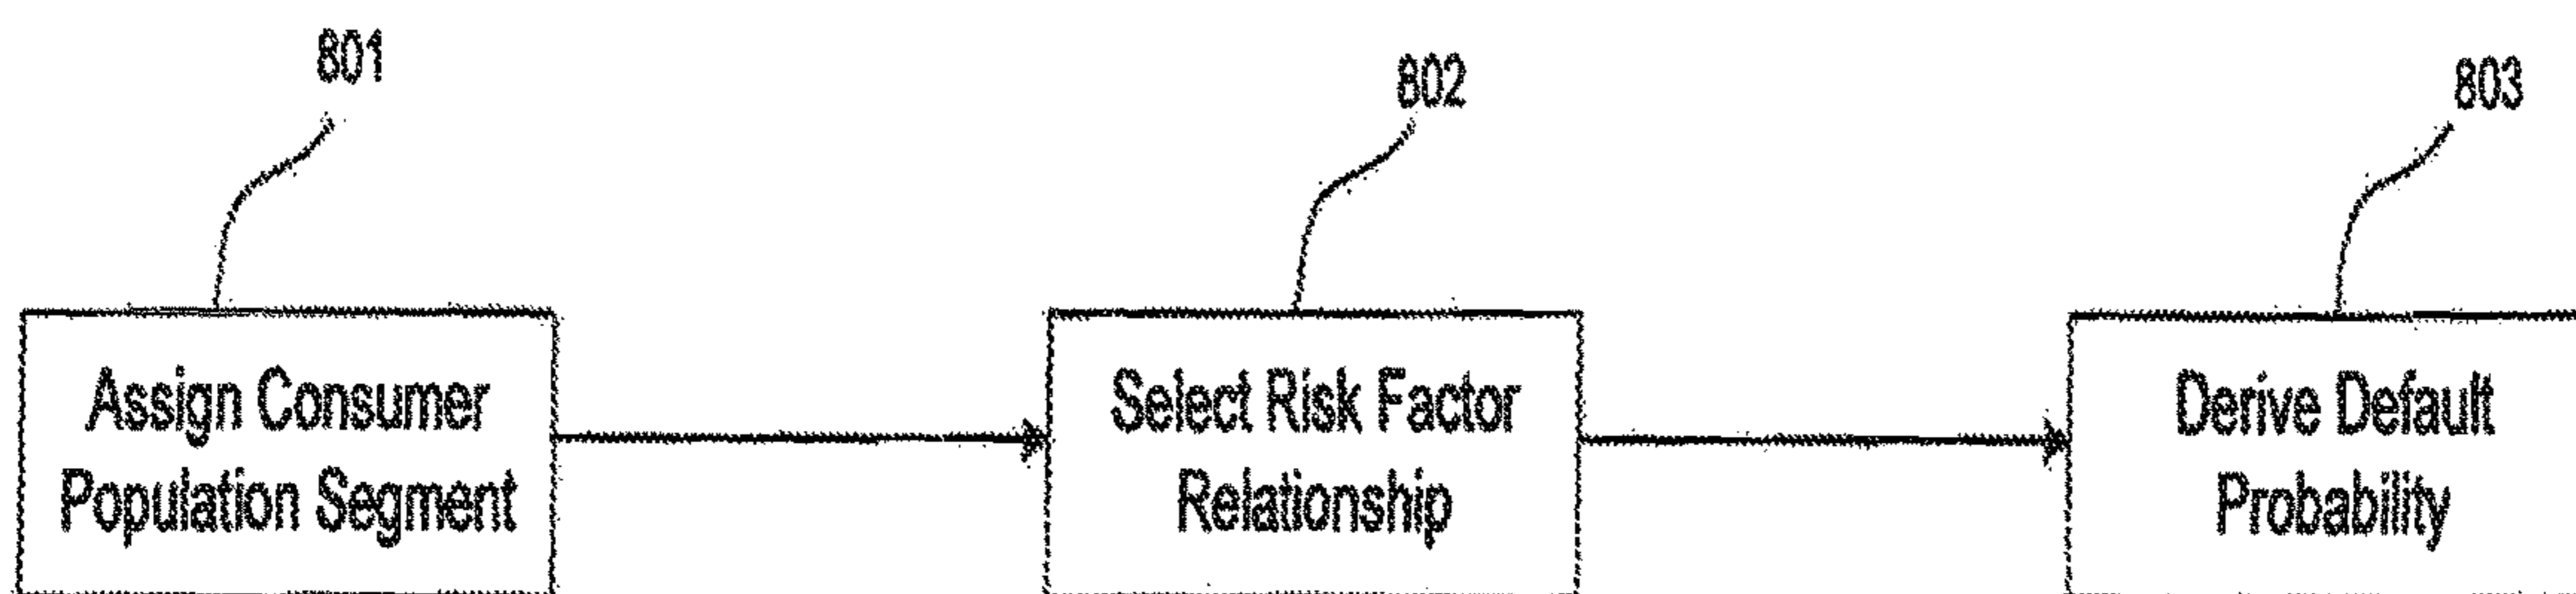 801
802
803
Assign Consumer
Population Segment
Select Risk Factor
Relationship
Derive Default
Probability